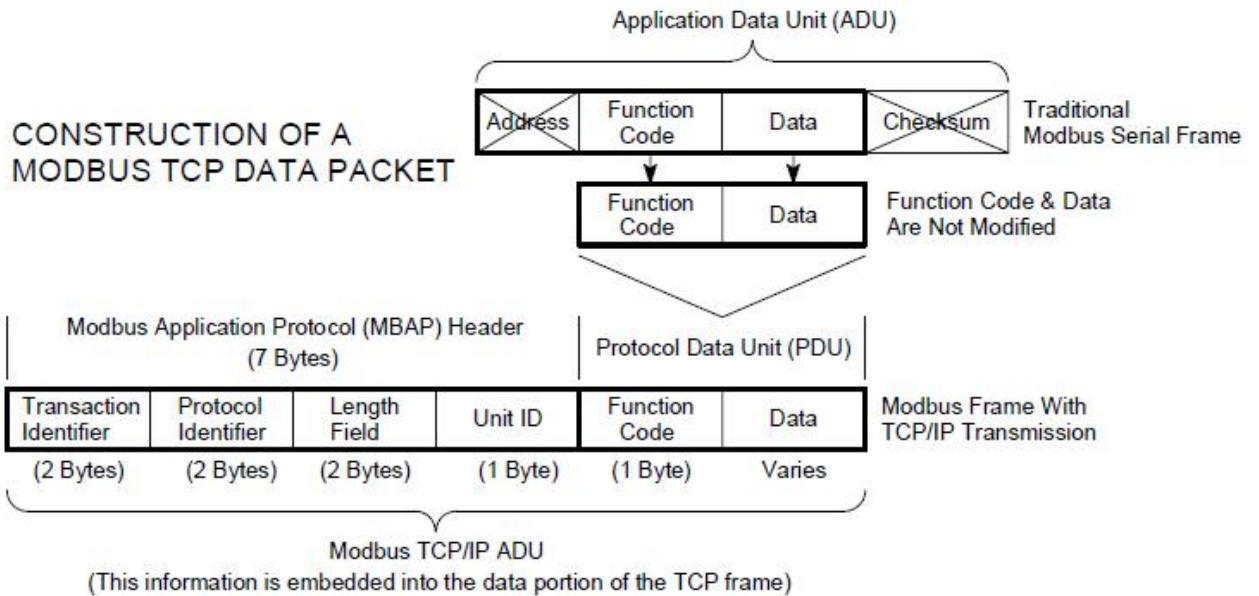 Application Data Unit (ADU)
CONSTRUCTION OF A
MODBUS TCP DATA PACKET
Address
Function
Code
Data
Checksum
Traditional
Modbus Serial Frame
Function
Code
Data
Function Code & Data
Are Not Modified
Modbus Application Protocol (MBAP) Header
(7 Bytes)
Protocol Data Unit (PDU)
Transaction
Identifier
Protocol
Identifier
Length
Field
Unit ID
Function
Code
Data
Modbus Frame With
TCP/IP Transmission
(2 Bytes)
(2 Bytes)
(2 Bytes)
(1 Byte)
(1 Byte)
Varies
Modbus TCP/IP ADU
(This information is embedded into the data portion of the TCP frame)